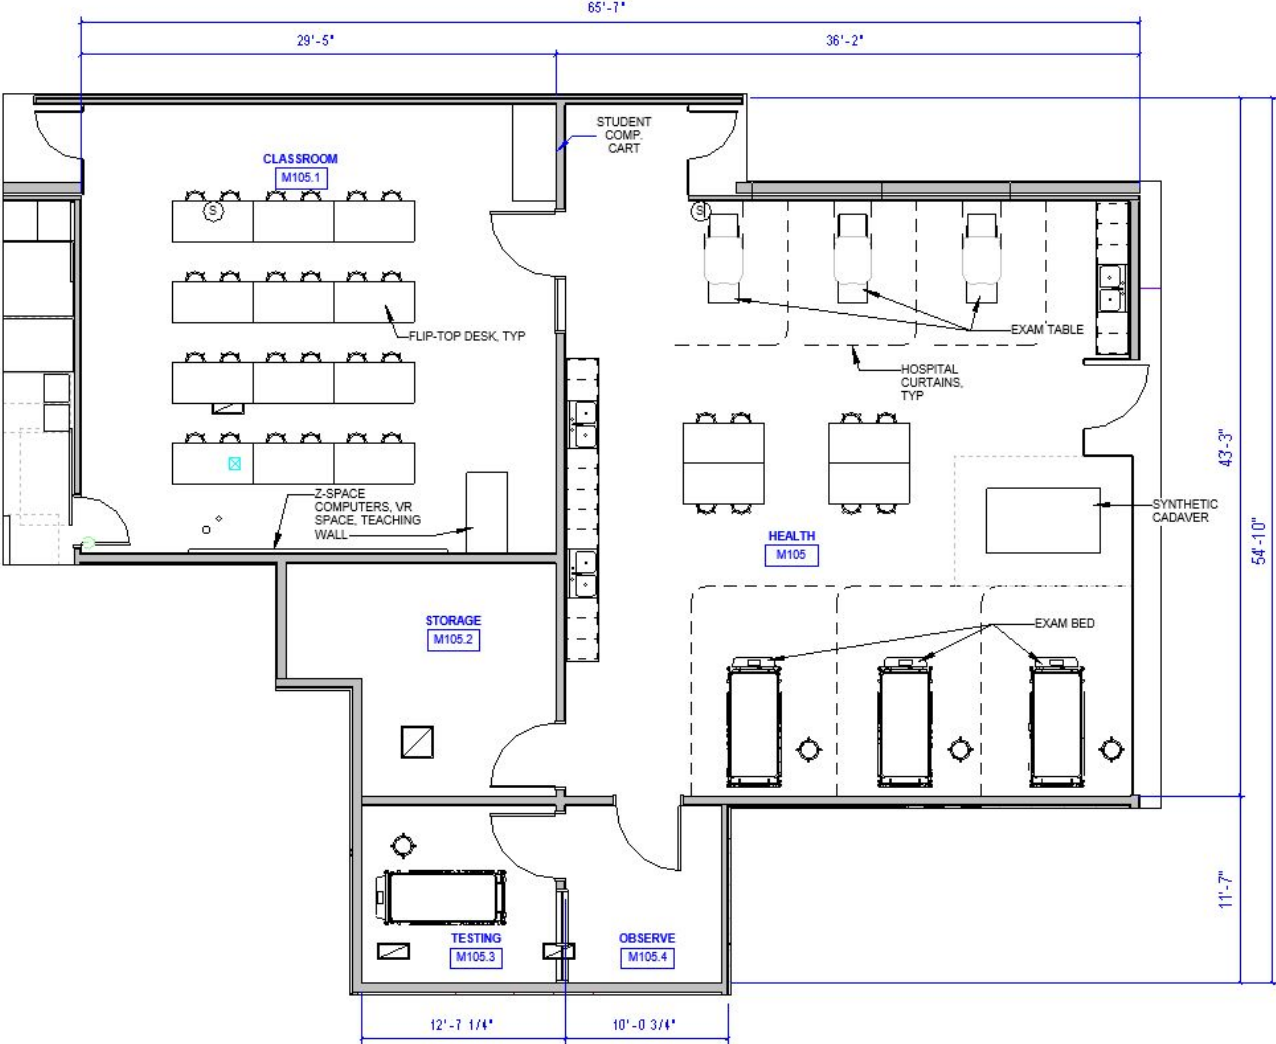 65'-7"
29'-5"
36'-2"
STUDENT
COMP.
CART
CLASSROOM
M105.1
S
S
FLIP-TOP DESK, TYP
EXAM TABLE
HOSPITAL
CURTAINS,
TYP
43'-3"
54'-10"
Z-SPACE
COMPUTERS, VR
SPACE, TEACHING
WALL
SYNTHETIC
CADAVER
HEALTH
M105
STORAGE
M105.2
EXAM BED
11'-7"
TESTING
M105.3
OBSERVE
M105.4
12'-7 1/4"
10'-0 3/4"